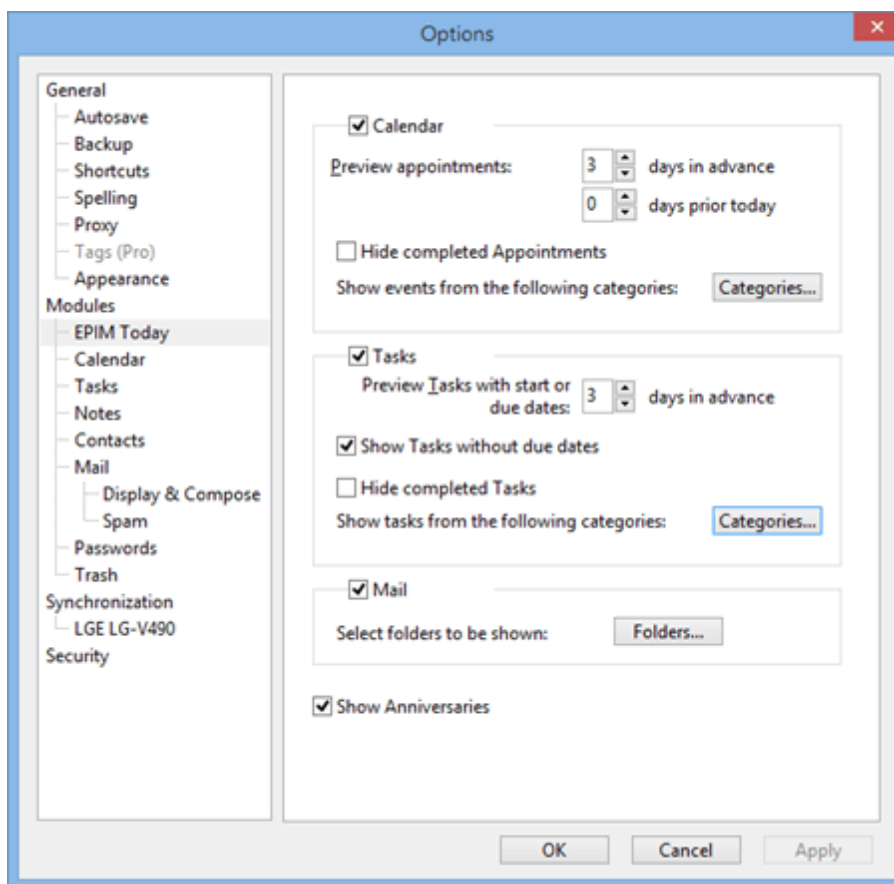 Options
General
Autosave
Backup
Shortcuts
Spelling
Proxy
Tags (Pro)
Appearance
Modules
EPIM Today
Calendar
Tasks
Notes
Contacts
Mail
Display & Compose
Spam
Passwords
Trash
Synchronization
LGE LG-V490
Security
Calendar
Preview appointments: 3 days in advance
0 days prior today
Hide completed Appointments
Show events from the following categories: Categories...
Tasks
Preview Tasks with start or
due dates: 3 days in advance
Show Tasks without due dates
Hide completed Tasks
Show tasks from the following categories: Categories...
Mail
Select folders to be shown: Folders...
Show Anniversaries
OK Cancel Apply